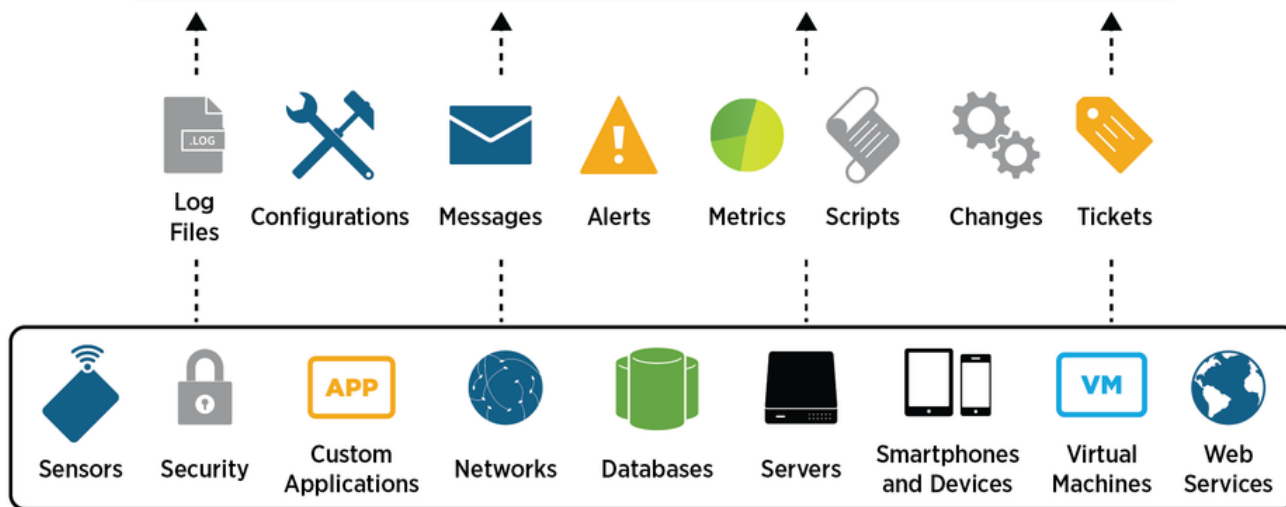 .LOG
Log
Files
Configurations
Messages
Alerts
Metrics
Scripts
Changes
Tickets
APP
VM
Sensors
Security
Custom
Applications
Networks
Databases
Servers
Smartphones
and Devices
Virtual
Machines
Web
Services